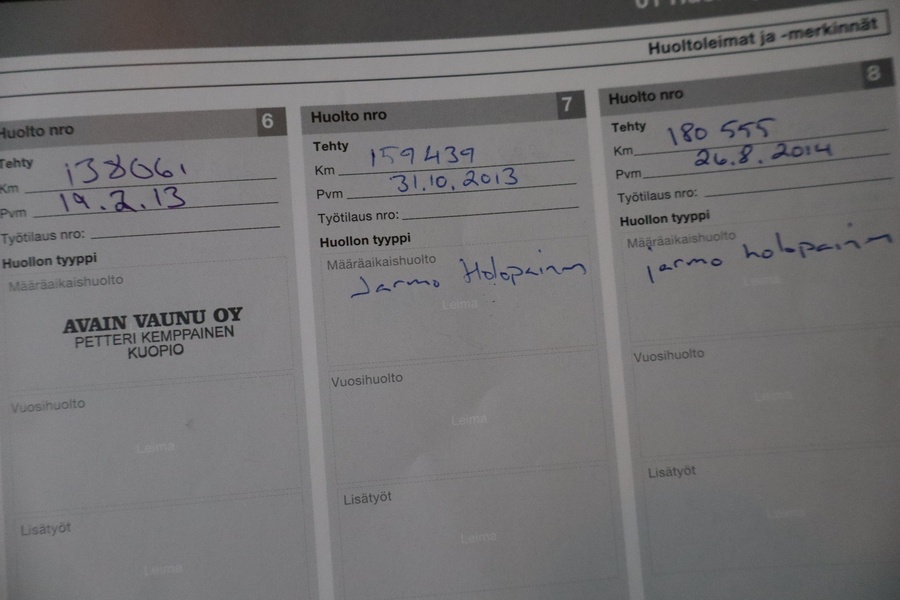 Huoltoleimat ja -merkinnät
Huolto nro 6
Tehty
Km 138061
Pvm 19.2.13
Työtilaus nro:
Huollon tyyppi
Määräaikaishuolto
AVAIN VAUNU OY
PETTERI KEMPPAINEN
KUOPIO
Vuosihuolto
Leima
Lisätyöt
Leima
Huolto nro 7
Tehty
Km 159439
Pvm 31.10.2013
Työtilaus nro:
Huollon tyyppi
Määräaikaishuolto
Jarmo Holopainen
Leima
Vuosihuolto
Leima
Lisätyöt
Leima
Huolto nro 8
Tehty
Km 180 555
Pvm 26.8.2014
Työtilaus nro:
Huollon tyyppi
Määräaikaishuolto
jarmo holopainen
Leima
Vuosihuolto
Leima
Lisätyöt
Leima